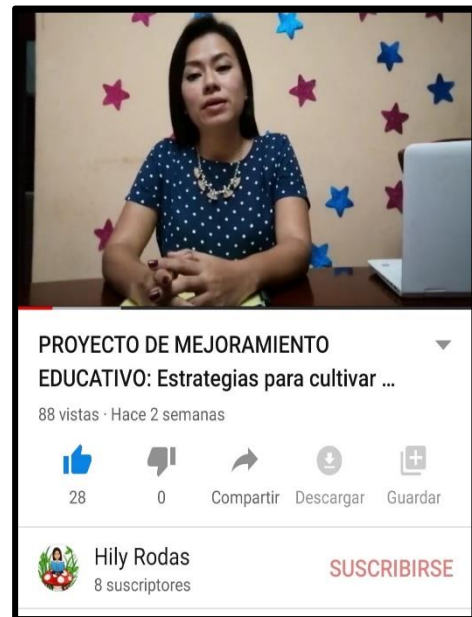 PROYECTO DE MEJORAMIENTO
EDUCATIVO: Estrategias para cultivar ...
88 vistas · Hace 2 semanas
28
0
Compartir
Descargar
Guardar
Hily Rodas
8 suscriptores
SUSCRIBIRSE